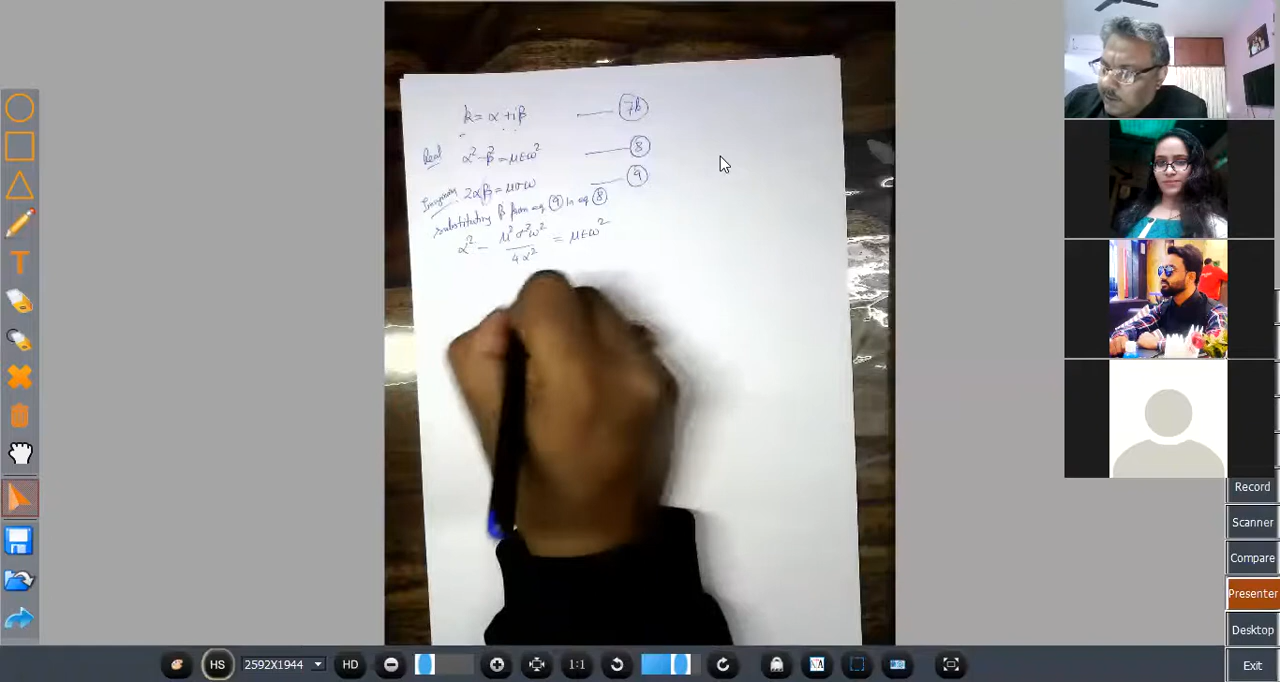 k = α + iβ —— 7b
Real α² - β² = μεω² —— 8
Imaginary 2αβ = μσω —— 9
substituting β from eq 9 in eq 8
α² - μ²σ²ω² / 4α² = μεω²
T
Record
Scanner
Compare
Presenter
Desktop
HS 2592X1944 HD 1:1 Exit